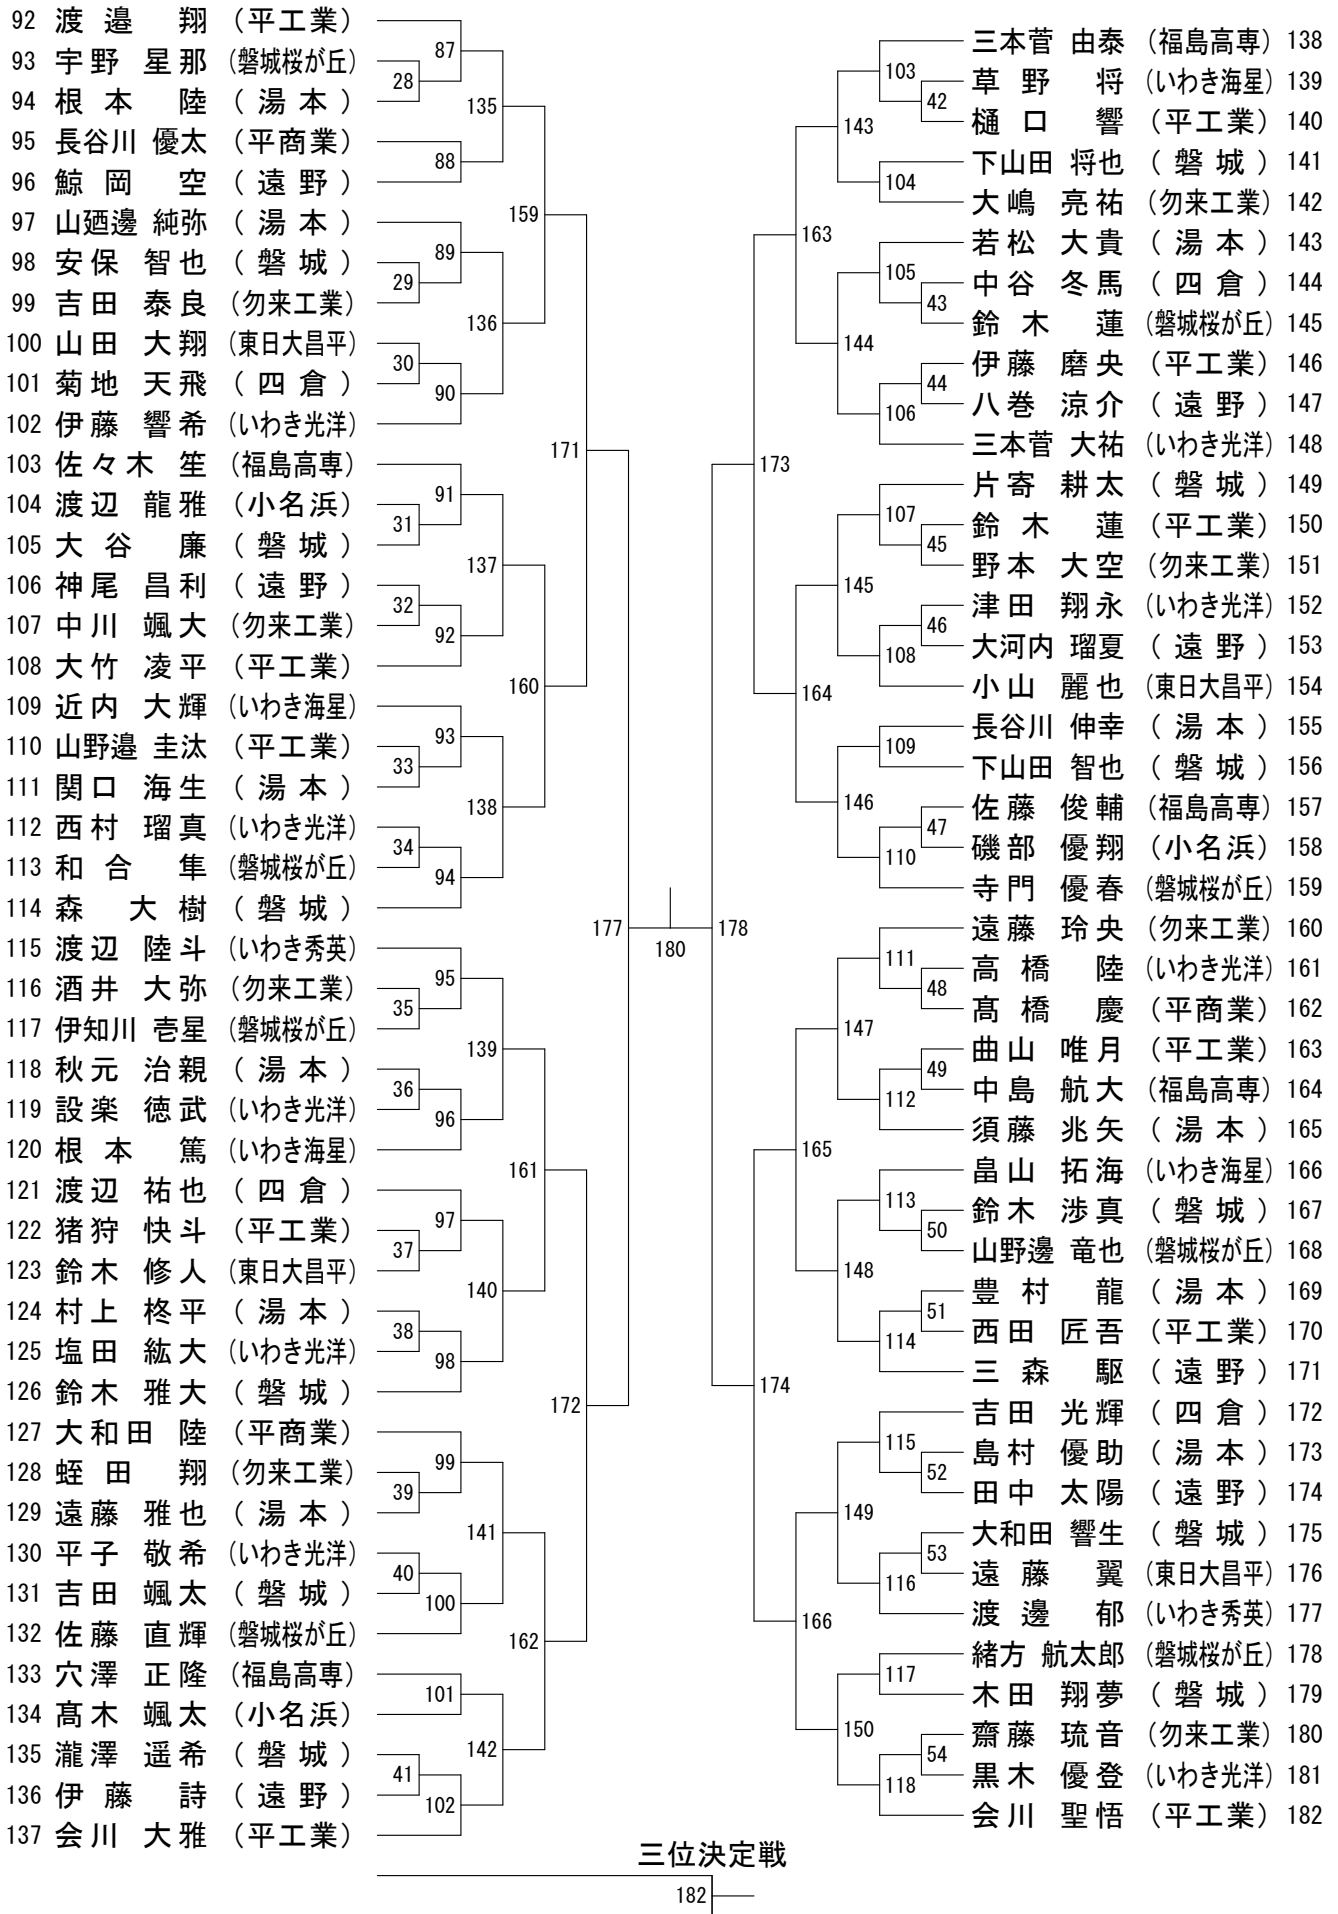 92 渡邉 翔 (平工業)
93 宇野 星那 (磐城桜が丘)
94 根本 陸 (湯本)
95 長谷川 優太 (平商業)
96 鯨岡 空 (遠野)
97 山廼邊 純弥 (湯本)
98 安保 智也 (磐城)
99 吉田 泰良 (勿来工業)
100 山田 大翔 (東日大昌平)
101 菊地 天飛 (四倉)
102 伊藤 響希 (いわき光洋)
103 佐々木 笙 (福島高専)
104 渡辺 龍雅 (小名浜)
105 大谷 廉 (磐城)
106 神尾 昌利 (遠野)
107 中川 颯大 (勿来工業)
108 大竹 凌平 (平工業)
109 近内 大輝 (いわき海星)
110 山野邉 圭汰 (平工業)
111 関口 海生 (湯本)
112 西村 瑠真 (いわき光洋)
113 和合 隼 (磐城桜が丘)
114 森 大樹 (磐城)
115 渡辺 陸斗 (いわき秀英)
116 酒井 大弥 (勿来工業)
117 伊知川 壱星 (磐城桜が丘)
118 秋元 治親 (湯本)
119 設楽 徳武 (いわき光洋)
120 根本 篤 (いわき海星)
121 渡辺 祐也 (四倉)
122 猪狩 快斗 (平工業)
123 鈴木 修人 (東日大昌平)
124 村上 柊平 (湯本)
125 塩田 紘大 (いわき光洋)
126 鈴木 雅大 (磐城)
127 大和田 陸 (平商業)
128 蛭田 翔 (勿来工業)
129 遠藤 雅也 (湯本)
130 平子 敬希 (いわき光洋)
131 吉田 颯太 (磐城)
132 佐藤 直輝 (磐城桜が丘)
133 穴澤 正隆 (福島高専)
134 髙木 颯太 (小名浜)
135 瀧澤 遥希 (磐城)
136 伊藤 詩 (遠野)
137 会川 大雅 (平工業)
28
29
30
31
32
33
34
35
36
37
38
39
40
41
87
88
89
90
91
92
93
94
95
96
97
98
99
100
101
102
135
136
137
138
139
140
141
142
159
160
161
162
171
172
177
180
178
173
174
163
164
165
166
143
144
145
146
147
148
149
150
103
104
105
106
107
108
109
110
111
112
113
114
115
116
117
118
42
43
44
45
46
47
48
49
50
51
52
53
54
三本菅 由泰 (福島高専) 138
草野 将 (いわき海星) 139
樋口 響 (平工業) 140
下山田 将也 (磐城) 141
大嶋 亮祐 (勿来工業) 142
若松 大貴 (湯本) 143
中谷 冬馬 (四倉) 144
鈴木 蓮 (磐城桜が丘) 145
伊藤 磨央 (平工業) 146
八巻 涼介 (遠野) 147
三本菅 大祐 (いわき光洋) 148
片寄 耕太 (磐城) 149
鈴木 蓮 (平工業) 150
野本 大空 (勿来工業) 151
津田 翔永 (いわき光洋) 152
大河内 瑠夏 (遠野) 153
小山 麗也 (東日大昌平) 154
長谷川 伸幸 (湯本) 155
下山田 智也 (磐城) 156
佐藤 俊輔 (福島高専) 157
磯部 優翔 (小名浜) 158
寺門 優春 (磐城桜が丘) 159
遠藤 玲央 (勿来工業) 160
高橋 陸 (いわき光洋) 161
髙橋 慶 (平商業) 162
曲山 唯月 (平工業) 163
中島 航大 (福島高専) 164
須藤 兆矢 (湯本) 165
畠山 拓海 (いわき海星) 166
鈴木 渉真 (磐城) 167
山野邊 竜也 (磐城桜が丘) 168
豊村 龍 (湯本) 169
西田 匠吾 (平工業) 170
三森 駆 (遠野) 171
吉田 光輝 (四倉) 172
島村 優助 (湯本) 173
田中 太陽 (遠野) 174
大和田 響生 (磐城) 175
遠藤 翼 (東日大昌平) 176
渡邊 郁 (いわき秀英) 177
緒方 航太郎 (磐城桜が丘) 178
木田 翔夢 (磐城) 179
齋藤 琉音 (勿来工業) 180
黒木 優登 (いわき光洋) 181
会川 聖悟 (平工業) 182
三位決定戦
182